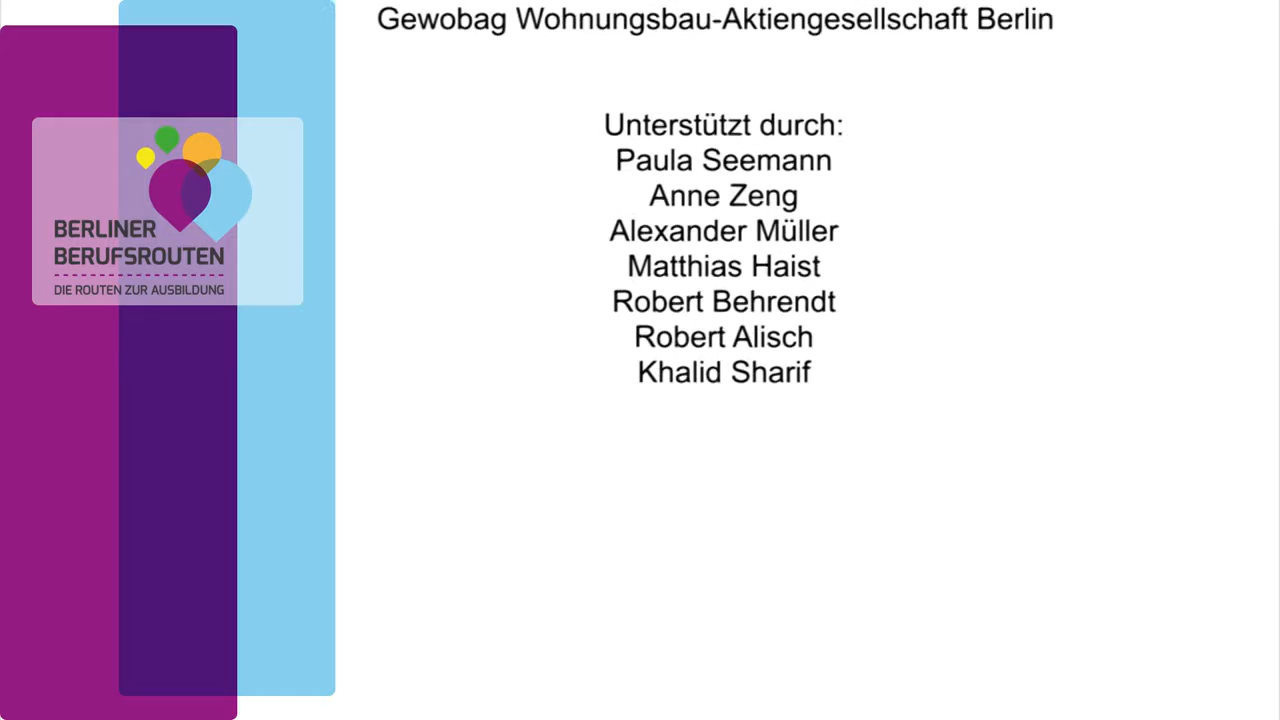 Gewobag Wohnungsbau-Aktiengesellschaft Berlin
Unterstützt durch:
Paula Seemann
Anne Zeng
Alexander Müller
Matthias Haist
Robert Behrendt
Robert Alisch
Khalid Sharif
BERLINER
BERUFSROUTEN
DIE ROUTEN ZUR AUSBILDUNG